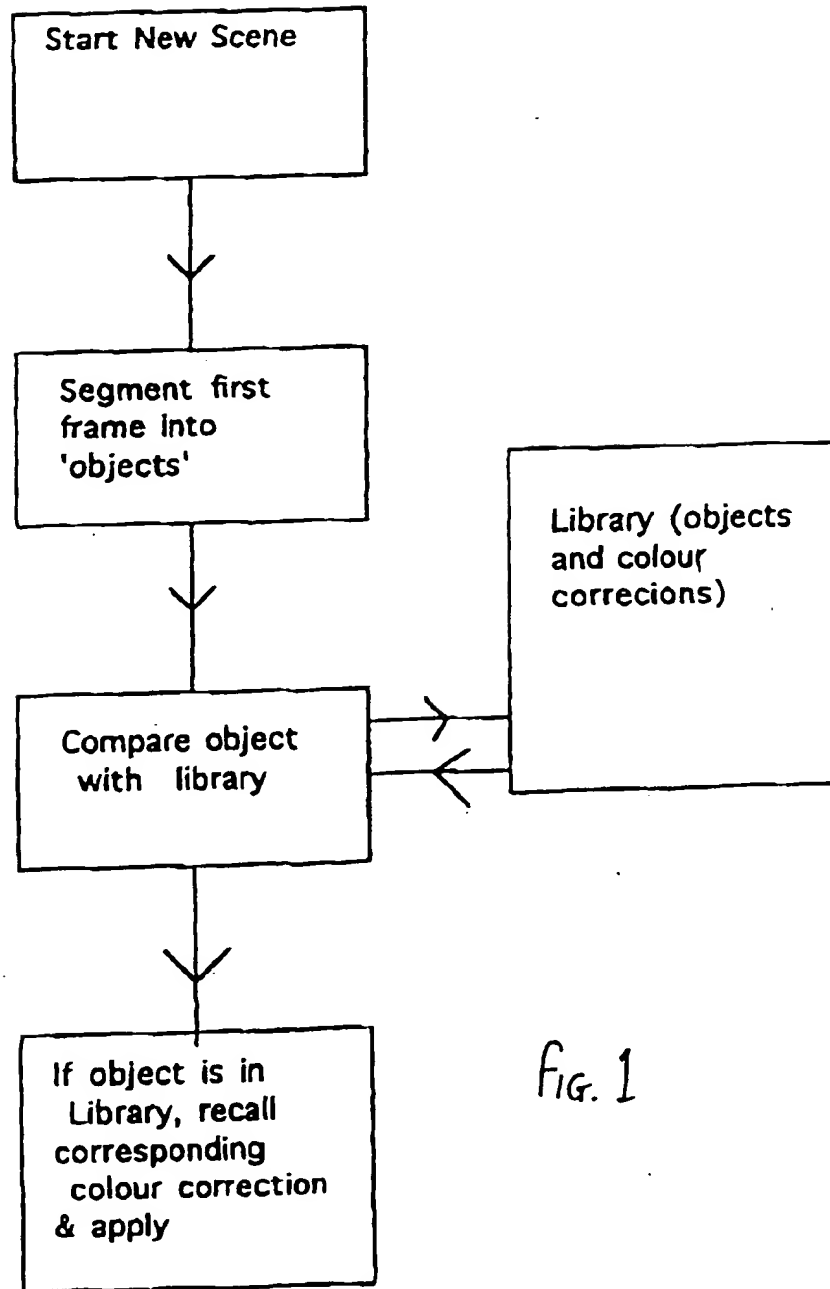 Start New Scene
Segment first
frame into
'objects'
Library (objects
and colour
correcions)
Compare object
with library
If object is in
Library, recall
corresponding
colour correction
& apply
FIG. 1